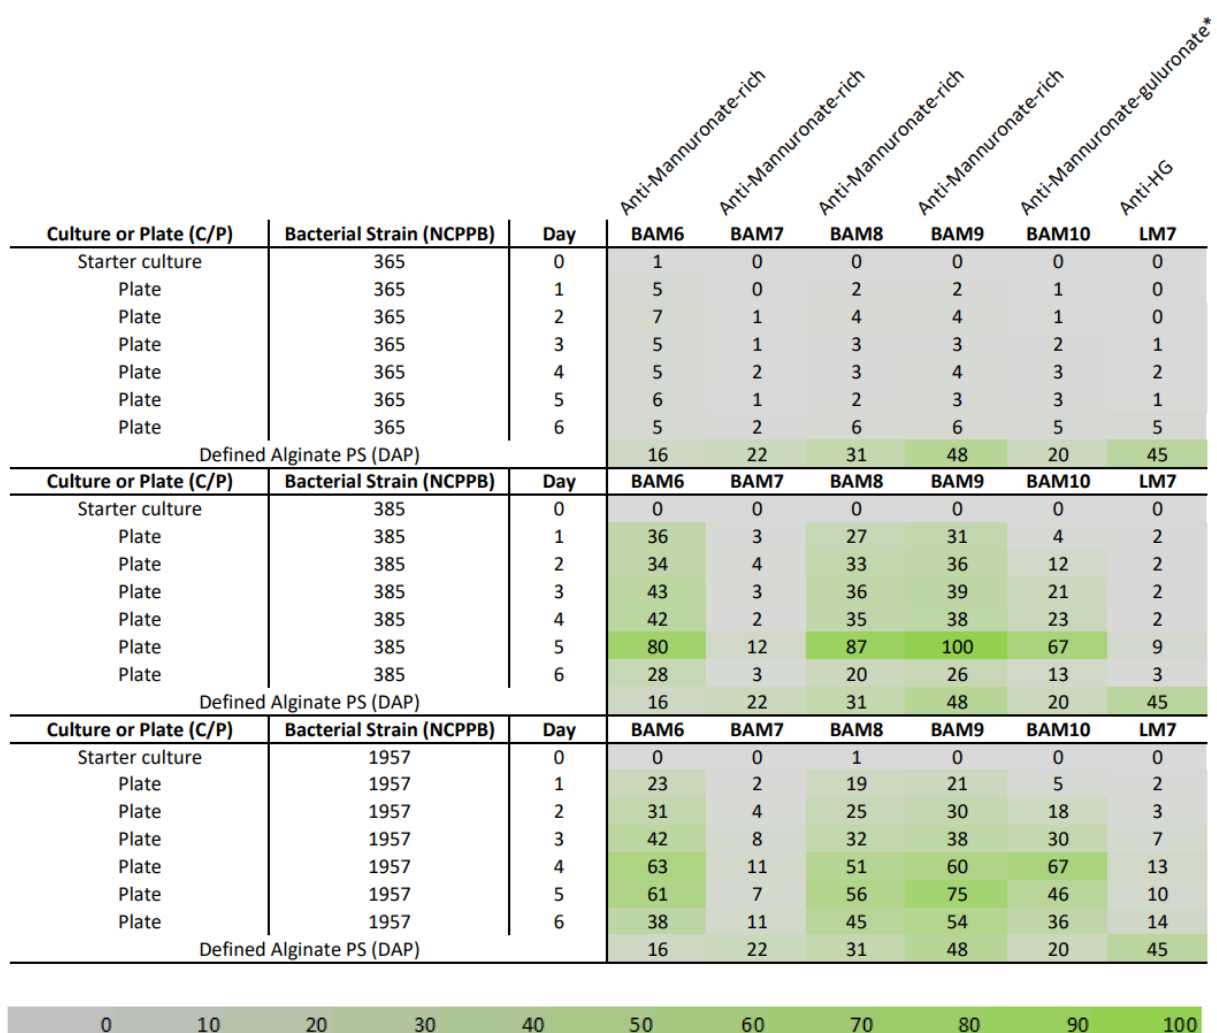 Anti-Mannuronate-rich
Anti-Mannuronate-rich
Anti-Mannuronate-rich
Anti-Mannuronate-rich
Anti-Mannuronate-guluronate*
Anti-HG
Culture or Plate (C/P) Bacterial Strain (NCPPB) Day BAM6 BAM7 BAM8 BAM9 BAM10 LM7
Starter culture 365 0 1 0 0 0 0 0
Plate 365 1 5 0 2 2 1 0
Plate 365 2 7 1 4 4 1 0
Plate 365 3 5 1 3 3 2 1
Plate 365 4 5 2 3 4 3 2
Plate 365 5 6 1 2 3 3 1
Plate 365 6 5 2 6 6 5 5
Defined Alginate PS (DAP) 16 22 31 48 20 45
Culture or Plate (C/P) Bacterial Strain (NCPPB) Day BAM6 BAM7 BAM8 BAM9 BAM10 LM7
Starter culture 385 0 0 0 0 0 0 0
Plate 385 1 36 3 27 31 4 2
Plate 385 2 34 4 33 36 12 2
Plate 385 3 43 3 36 39 21 2
Plate 385 4 42 2 35 38 23 2
Plate 385 5 80 12 87 100 67 9
Plate 385 6 28 3 20 26 13 3
Defined Alginate PS (DAP) 16 22 31 48 20 45
Culture or Plate (C/P) Bacterial Strain (NCPPB) Day BAM6 BAM7 BAM8 BAM9 BAM10 LM7
Starter culture 1957 0 0 0 1 0 0 0
Plate 1957 1 23 2 19 21 5 2
Plate 1957 2 31 4 25 30 18 3
Plate 1957 3 42 8 32 38 30 7
Plate 1957 4 63 11 51 60 67 13
Plate 1957 5 61 7 56 75 46 10
Plate 1957 6 38 11 45 54 36 14
Defined Alginate PS (DAP) 16 22 31 48 20 45
0 10 20 30 40 50 60 70 80 90 100